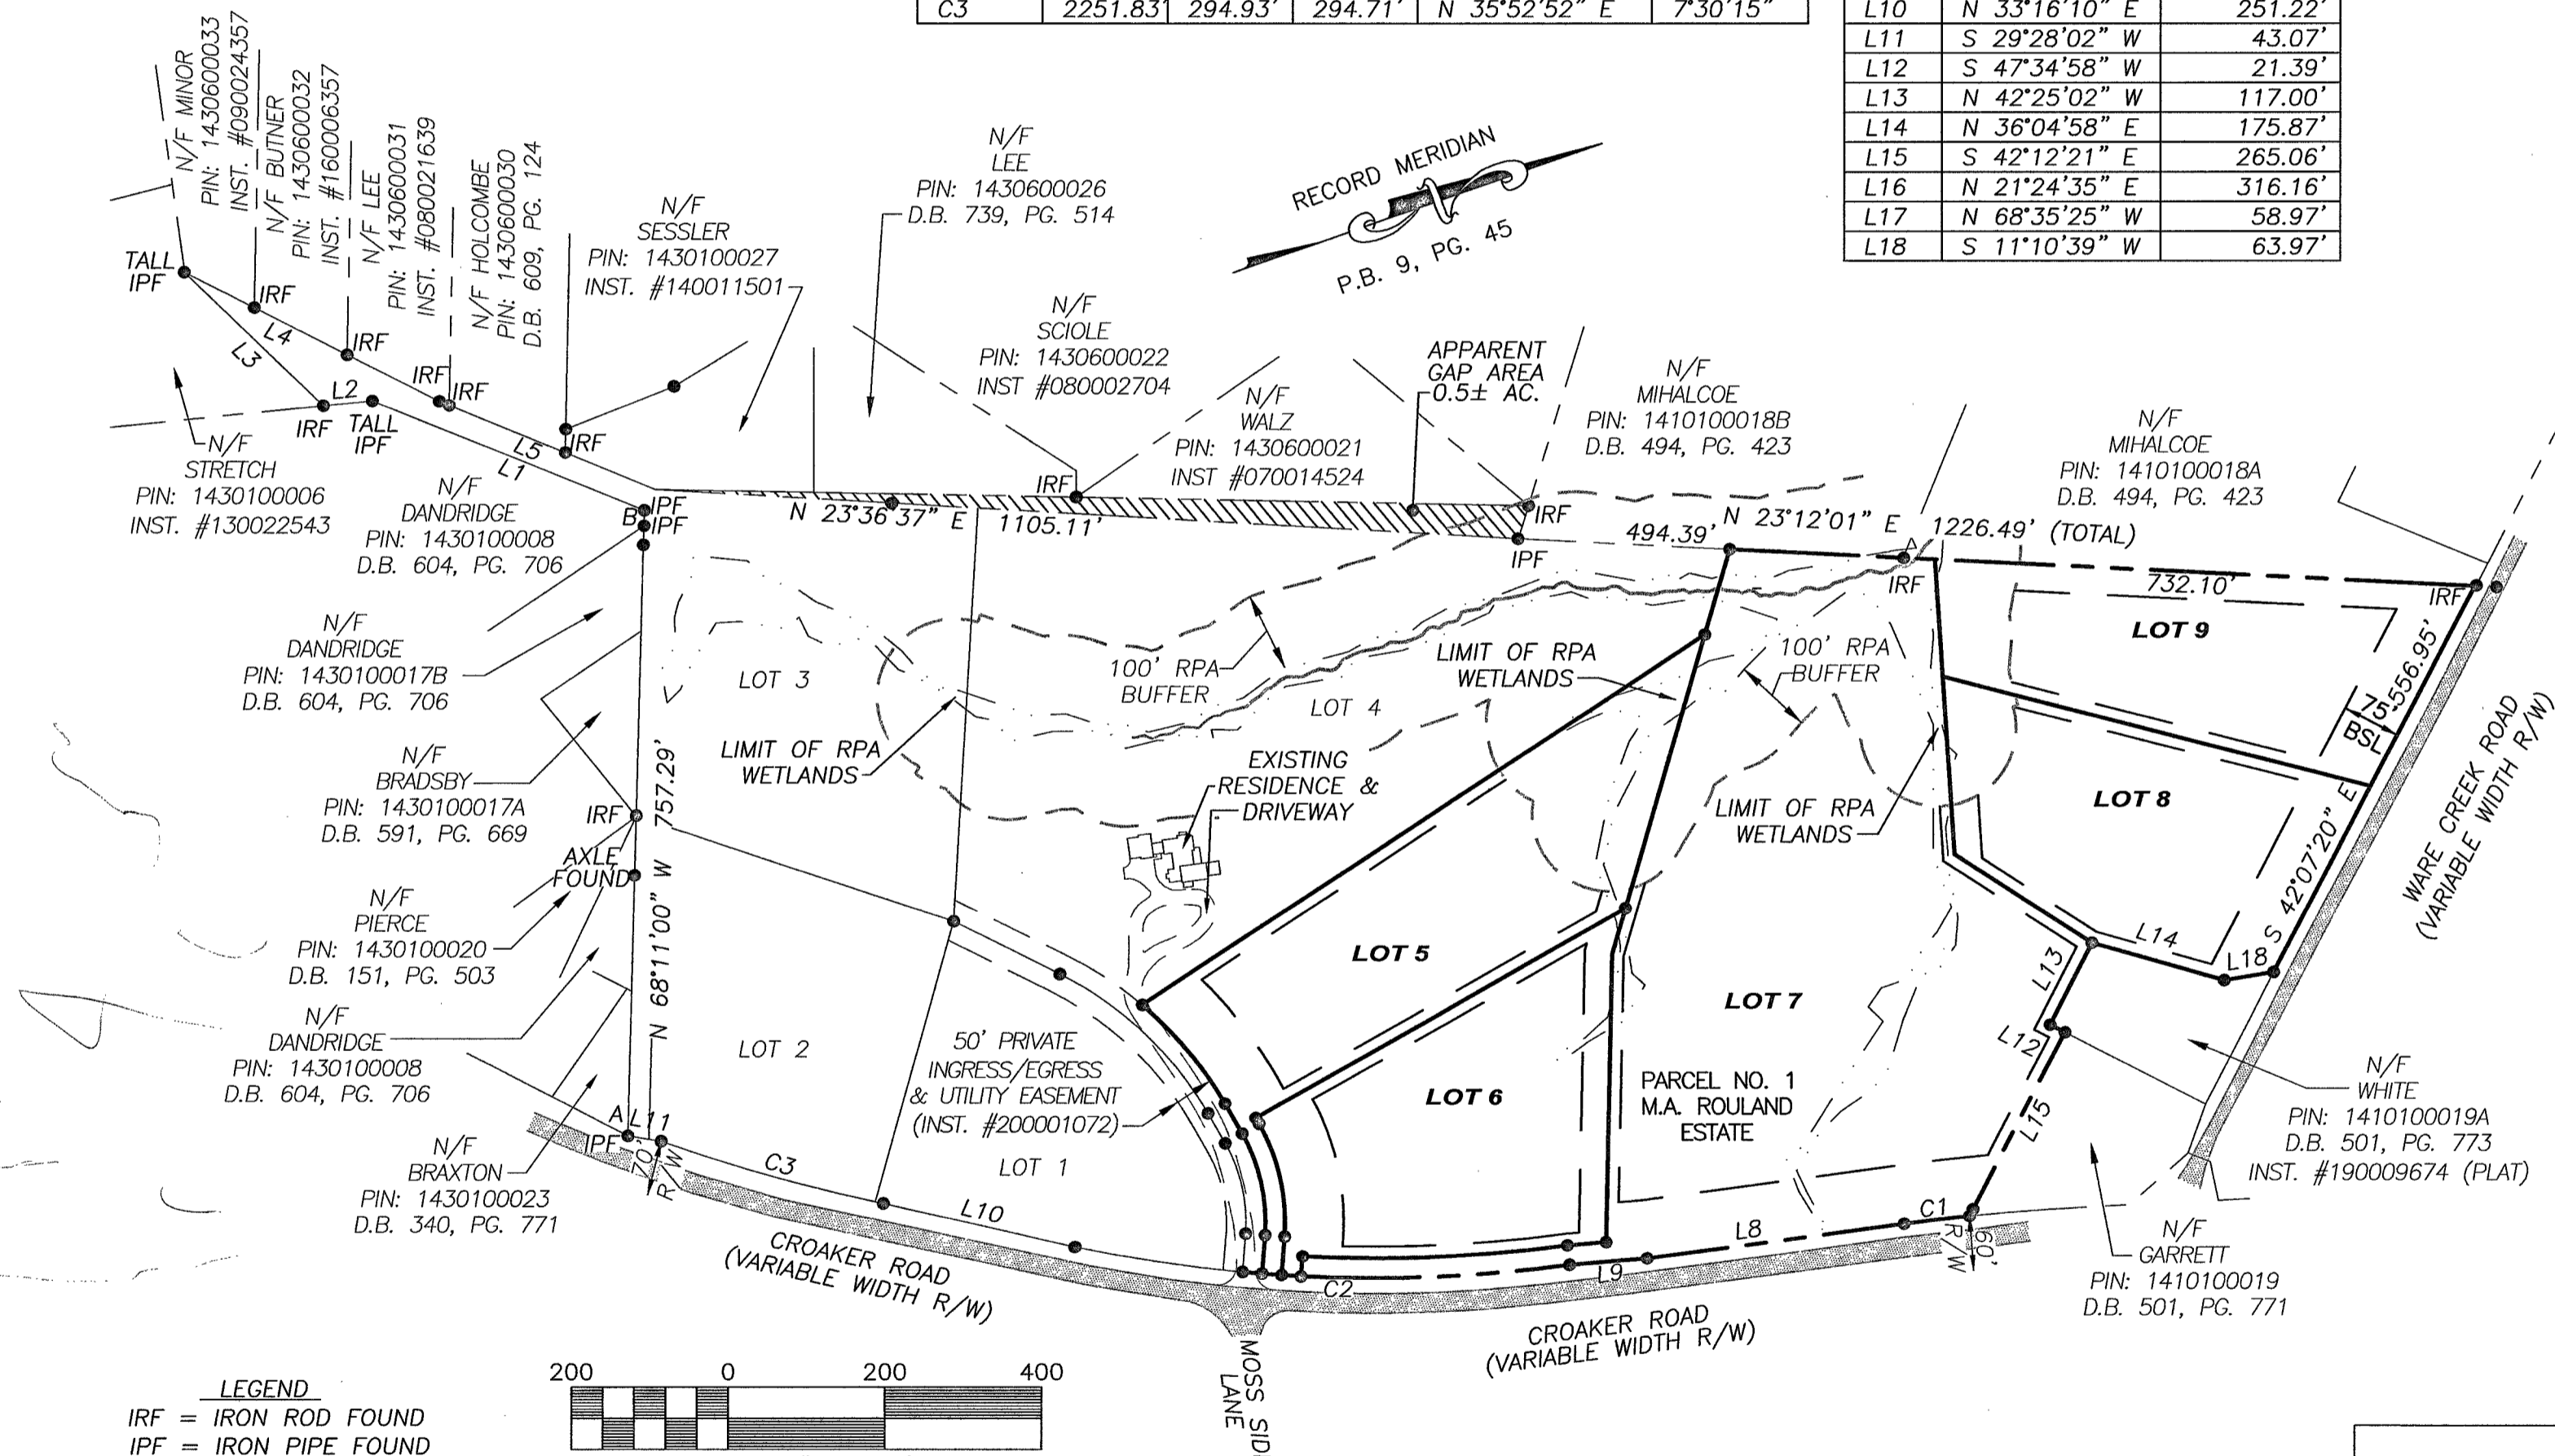 C3 2251.83' 294.93' 294.71' N 35°52'52" E 7°30'15"
L10 N 33°16'10" E 251.22'
L11 S 29°28'02" W 43.07'
L12 S 47°34'58" W 21.39'
L13 N 42°25'02" W 117.00'
L14 N 36°04'58" E 175.87'
L15 S 42°12'21" E 265.06'
L16 N 21°24'35" E 316.16'
L17 N 68°35'25" W 58.97'
L18 S 11°10'39" W 63.97'
N/F MINOR
PIN: 1430600033
INST. #090024357
N/F BUTNER
PIN: 1430600032
INST. #160006357
N/F LEE
PIN: 1430600031
INST. #080021639
N/F HOLCOMBE
PIN: 1430600030
D.B. 609, PG. 124
N/F
SESSLER
PIN: 1430100027
INST. #140011501
N/F
LEE
PIN: 1430600026
D.B. 739, PG. 514
RECORD MERIDIAN
P.B. 9, PG. 45
N/F
SCIOLE
PIN: 1430600022
INST #080002704
N/F
WALZ
PIN: 1430600021
INST #070014524
APPARENT
GAP AREA
0.5± AC.
N/F
MIHALCOE
PIN: 1410100018B
D.B. 494, PG. 423
N/F
MIHALCOE
PIN: 1410100018A
D.B. 494, PG. 423
TALL
IPF
IRF
L4
IRF
L3
IRF
IRF
L2
IRF
TALL
IPF
L5
IRF
L1
N/F
STRETCH
PIN: 1430100006
INST. #130022543
N/F
DANDRIDGE
PIN: 1430100008
D.B. 604, PG. 706
IPF
B
IPF
N 23°36'37" E 1105.11'
IRF
IRF
IPF
494.39'
N 23°12'01" E 1226.49' (TOTAL)
IRF
732.10'
IRF
N/F
DANDRIDGE
PIN: 1430100017B
D.B. 604, PG. 706
N/F
BRADSBY
PIN: 1430100017A
D.B. 591, PG. 669
IRF
AXLE
FOUND
N/F
PIERCE
PIN: 1430100020
D.B. 151, PG. 503
N/F
DANDRIDGE
PIN: 1430100008
D.B. 604, PG. 706
N/F
BRAXTON
PIN: 1430100023
D.B. 340, PG. 771
N 68°11'00" W 757.29'
LOT 3
LIMIT OF RPA
WETLANDS
100' RPA
BUFFER
LOT 4
EXISTING
RESIDENCE &
DRIVEWAY
LIMIT OF RPA
WETLANDS
100' RPA
BUFFER
LIMIT OF RPA
WETLANDS
LOT 9
75'
BSL
556.95'
S 42°07'20" E
WARE CREEK ROAD
(VARIABLE WIDTH R/W)
LOT 8
LOT 5
LOT 7
LOT 6
L14
L18
L13
L12
L15
LOT 2
50' PRIVATE
INGRESS/EGRESS
& UTILITY EASEMENT
(INST. #200001072)
LOT 1
PARCEL NO. 1
M.A. ROULAND
ESTATE
N/F
WHITE
PIN: 1410100019A
D.B. 501, PG. 773
INST. #190009674 (PLAT)
N/F
GARRETT
PIN: 1410100019
D.B. 501, PG. 771
A
L11
IPF
70'
R/W
C3
L10
C2
L9
L8
C1
60'
R/W
CROAKER ROAD
(VARIABLE WIDTH R/W)
CROAKER ROAD
(VARIABLE WIDTH R/W)
MOSS SID
LANE
LEGEND
IRF = IRON ROD FOUND
IPF = IRON PIPE FOUND
200 0 200 400